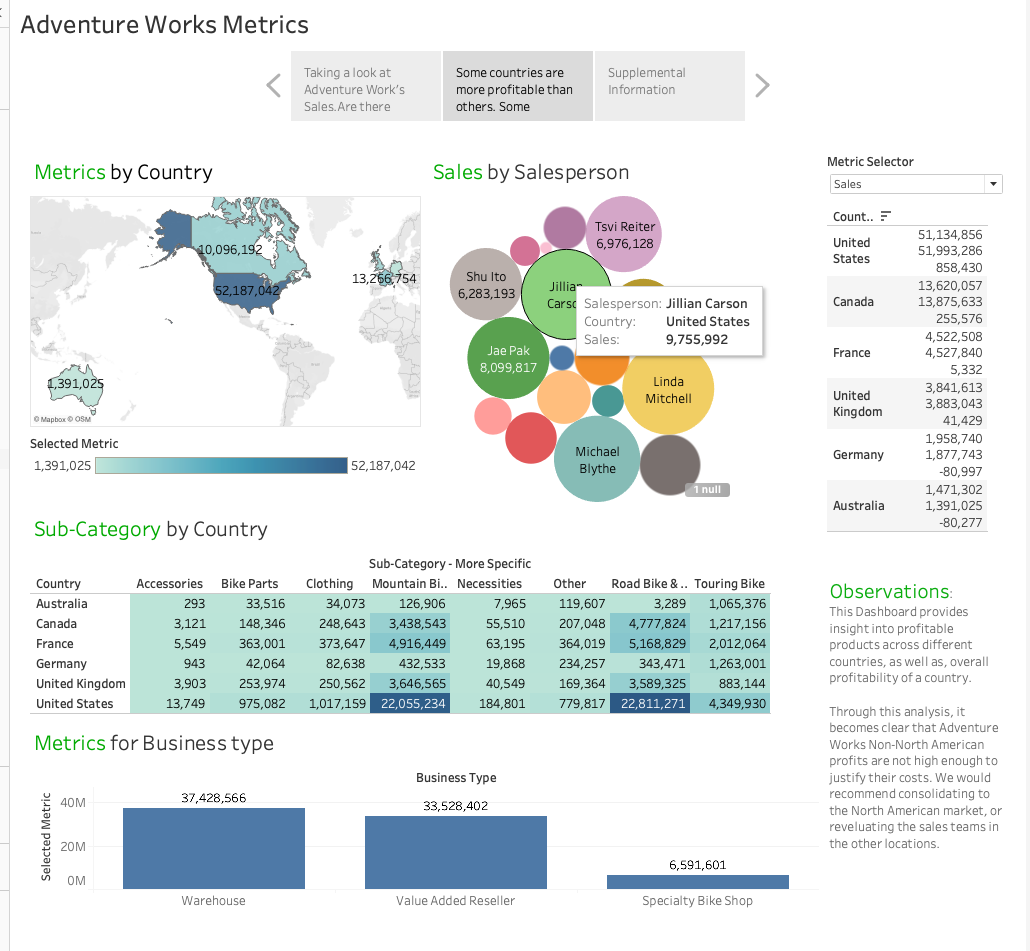 Adventure Works Metrics
Taking a look at
Adventure Work's
Sales.Are there
Some countries are
more profitable than
others. Some
Supplemental
Information
Metrics by Country
10,096,192
52,187,042
13,266,754
1,391,025
© Mapbox © OSM
Selected Metric
1,391,025
52,187,042
Sales by Salesperson
Tsvi Reiter
6,976,128
Shu Ito
6,283,193
Jillian
Salesperson: Jillian Carson
Country: United States
Sales: 9,755,992
Jae Pak
8,099,817
Linda
Mitchell
Michael
Blythe
1 null
Metric Selector
Sales
Count..
United States 51,134,856
51,993,286
858,430
Canada 13,620,057
13,875,633
255,576
France 4,522,508
4,527,840
5,332
United Kingdom 3,841,613
3,883,043
41,429
Germany 1,958,740
1,877,743
-80,997
Australia 1,471,302
1,391,025
-80,277
Sub-Category by Country
Sub-Category - More Specific
Country Accessories Bike Parts Clothing Mountain Bi.. Necessities Other Road Bike & .. Touring Bike
Australia 293 33,516 34,073 126,906 7,965 119,607 3,289 1,065,376
Canada 3,121 148,346 248,643 3,438,543 55,510 207,048 4,777,824 1,217,156
France 5,549 363,001 373,647 4,916,449 63,195 364,019 5,168,829 2,012,064
Germany 943 42,064 82,638 432,533 19,868 234,257 343,471 1,263,001
United Kingdom 3,903 253,974 250,562 3,646,565 40,549 169,364 3,589,325 883,144
United States 13,749 975,082 1,017,159 22,055,234 184,801 779,817 22,811,271 4,349,930
Metrics for Business type
Business Type
Selected Metric
40M
20M
0M
37,428,566
33,528,402
6,591,601
Warehouse
Value Added Reseller
Specialty Bike Shop
Observations:
This Dashboard provides
insight into profitable
products across different
countries, as well as, overall
profitability of a country.
Through this analysis, it
becomes clear that Adventure
Works Non-North American
profits are not high enough to
justify their costs. We would
recommend consolidating to
the North American market, or
reveluating the sales teams in
the other locations.